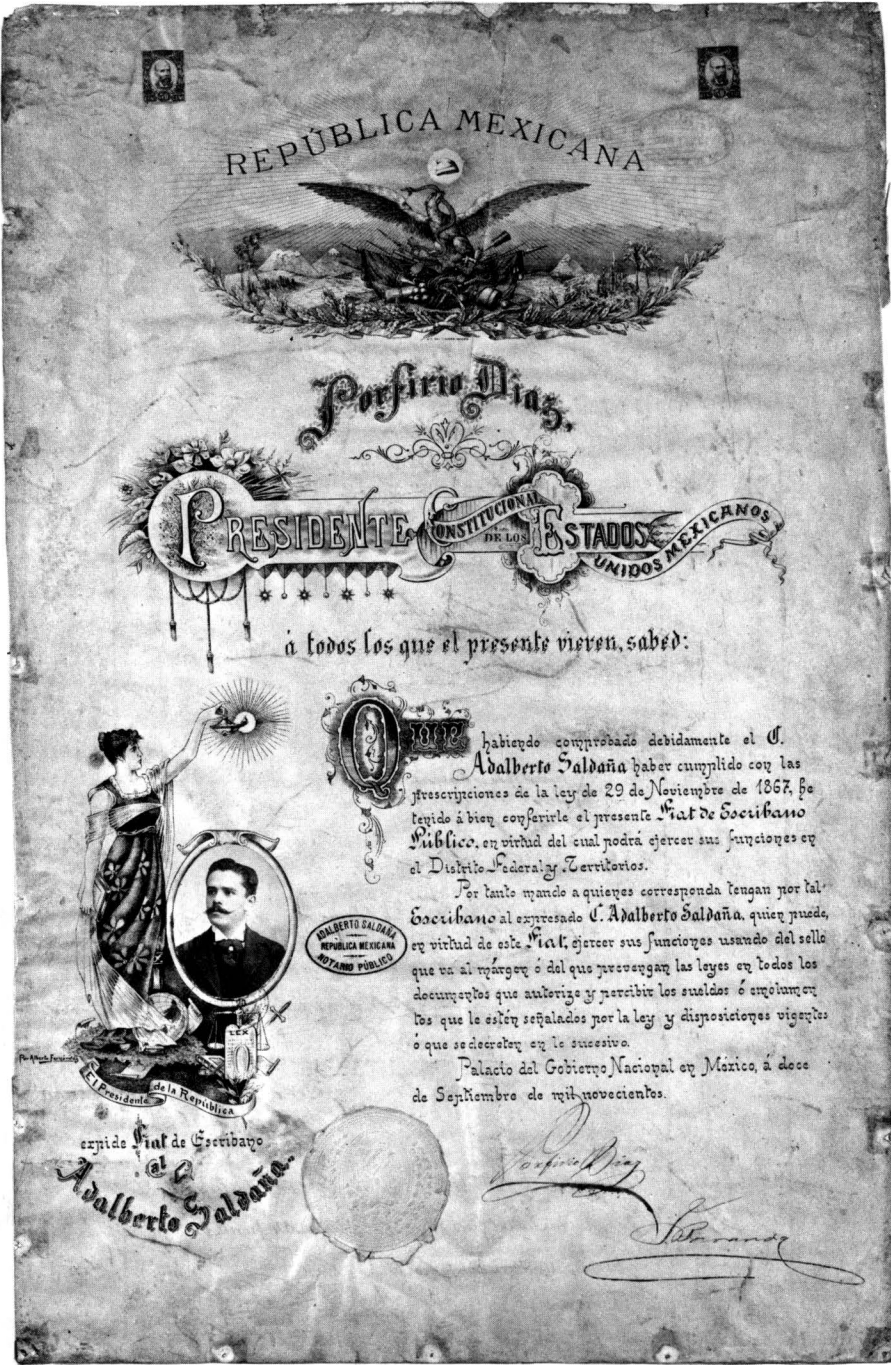 REPÚBLICA MEXICANA
Porfirio Diaz,
PRESIDENTE CONSTITUCIONAL DE LOS ESTADOS UNIDOS MEXICANOS
á todos los que el presente vieren, sabed:
QUE habiendo comprobado debidamente el C.
Adalberto Saldaña haber cumplido con las
prescripciones de la ley de 29 de Noviembre de 1867, he
tenido á bien conferirle el presente Fiat de Escribano
Público, en virtud del cual podrá ejercer sus funciones en
el Distrito Federal y Territorios.
Por tanto mando a quienes corresponda tengan por tal
Escribano al expresado C. Adalberto Saldaña, quien puede,
en virtud de este Fiat, ejercer sus funciones usando del sello
que va al márgen ó del que prevengan las leyes en todos los
documentos que autorize y percibir los sueldos ó emolumen
tos que le estén señalados por la ley y disposiciones vigentes
ó que se decreten en lo sucesivo.
Palacio del Gobierno Nacional en México, á doce
de Septiembre de mil novecientos.
ADALBERTO SALDAÑA
REPUBLICA MEXICANA
NOTARIO PÚBLICO
LEX
El Presidente de la República
expide Fiat de Escribano
al C.
Adalberto Saldaña.
Porfirio Diaz